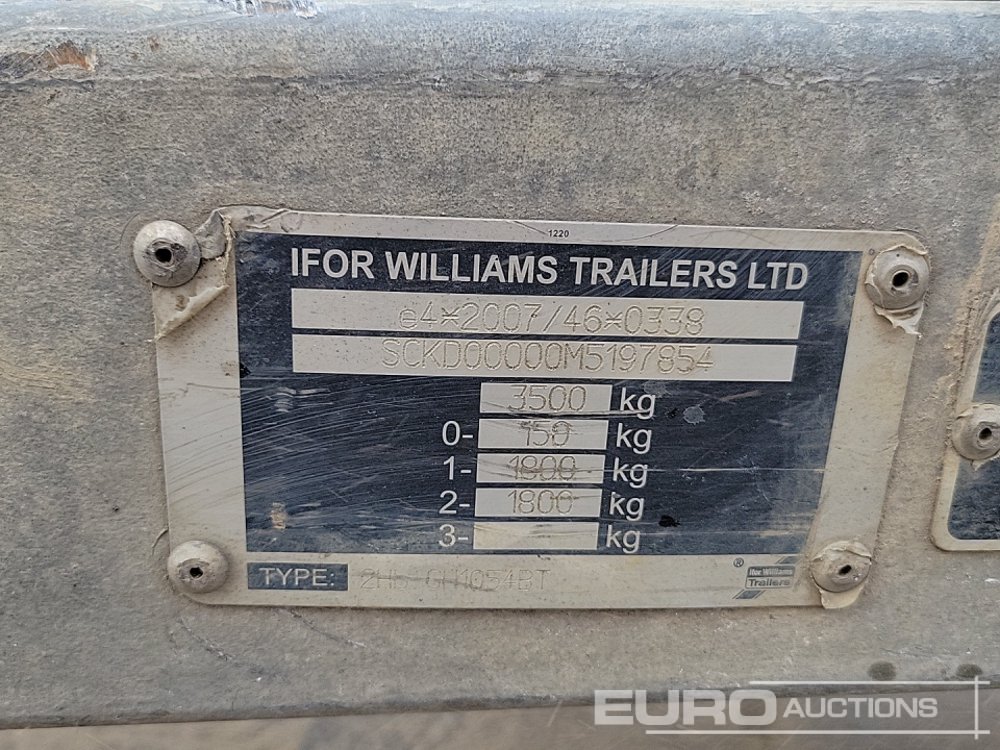 1220
IFOR WILLIAMS TRAILERS LTD
e4*2007/46*0338
SCKD00000M5197854
3500 kg
0- 150 kg
1- 1800 kg
2- 1800 kg
3- kg
TYPE: GH1054BT
®
Ifor Williams
Trailers
EURO AUCTIONS